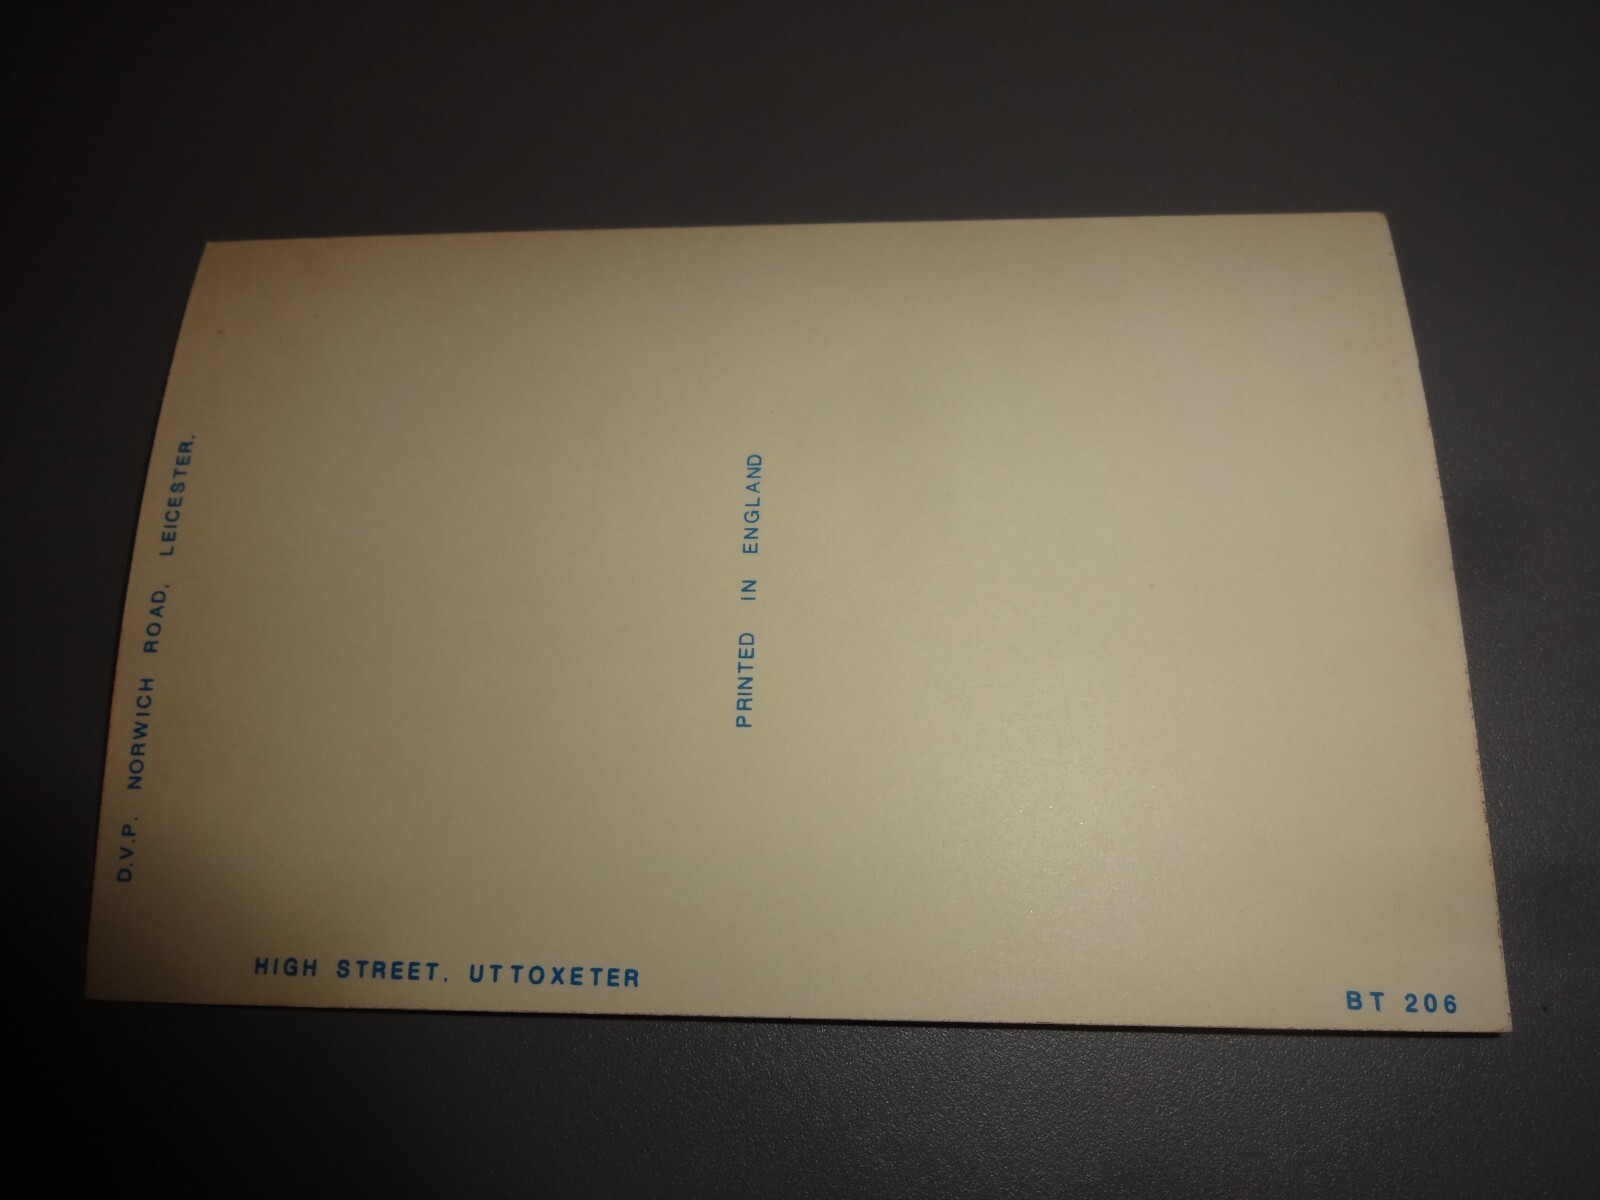 D.V.P. NORWICH ROAD, LEICESTER.
PRINTED IN ENGLAND
HIGH STREET, UTTOXETER
BT 206